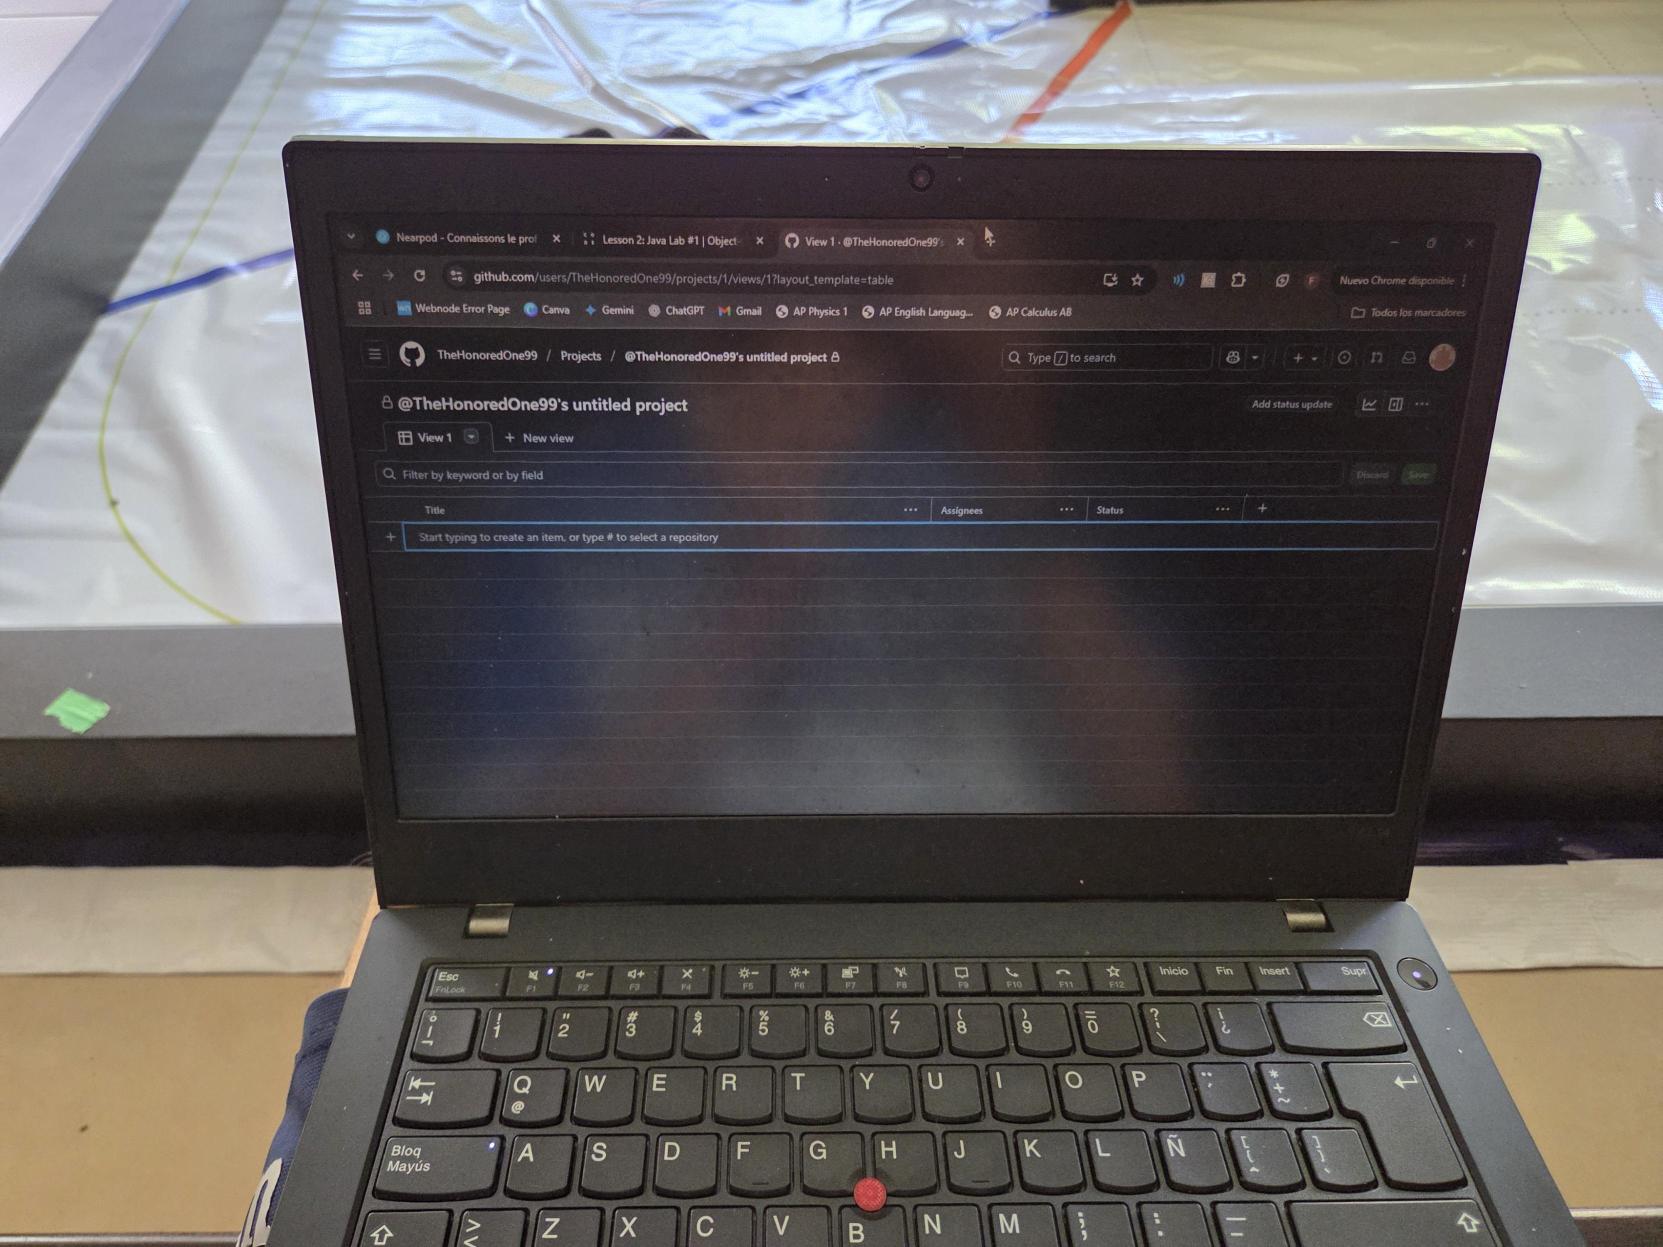 Nearpod - Connaissons le prof
Lesson 2: Java Lab #1 | Object-
View 1 · @TheHonoredOne99's
github.com/users/TheHonoredOne99/projects/1/views/1?layout_template=table
F
Nuevo Chrome disponible
Webnode Error Page
Canva
Gemini
ChatGPT
Gmail
AP Physics 1
AP English Languag...
AP Calculus AB
Todos los marcadores
TheHonoredOne99 / Projects / @TheHonoredOne99's untitled project
Type / to search
@TheHonoredOne99's untitled project
Add status update
View 1
New view
Filter by keyword or by field
Discard
Save
Title
Assignees
Status
Start typing to create an item, or type # to select a repository
Esc
FnLock
F1 F2 F3 F4 F5 F6 F7 F8 F9 F10 F11 F12
Inicio Fin Insert Supr
! " # $ % & / ( ) = ? ¡
1 2 3 4 5 6 7 8 9 0 \ ¿
Q W E R T Y U I O P
@
* + ~
Bloq
Mayús
A S D F G H J K L Ñ
> <
Z X C V B N M ; : _